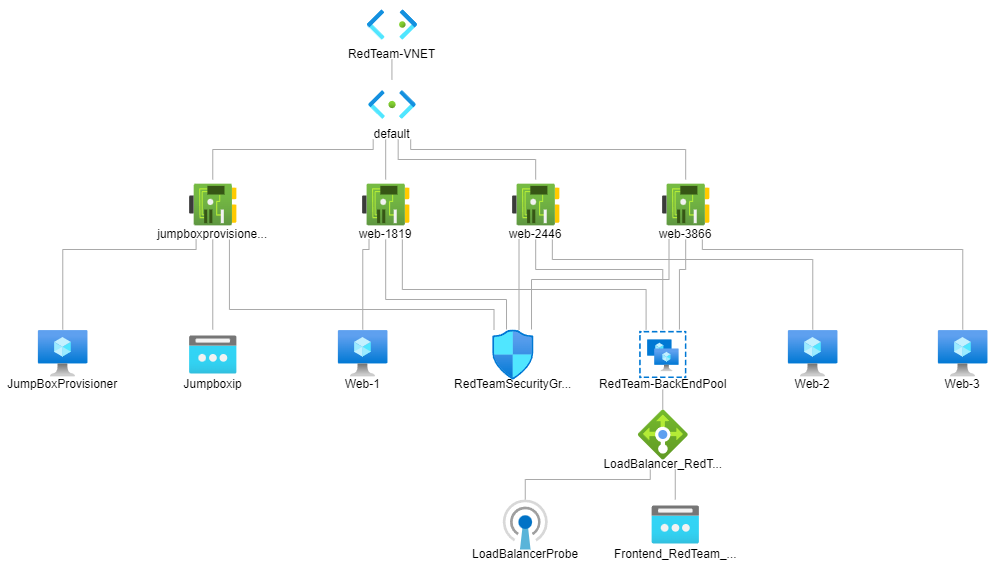 RedTeam-VNET
default
jumpboxprovisione...
web-1819
web-2446
web-3866
JumpBoxProvisioner
Jumpboxip
Web-1
RedTeamSecurityGr...
RedTeam-BackEndPool
Web-2
Web-3
LoadBalancer_RedT...
LoadBalancerProbe
Frontend_RedTeam_...